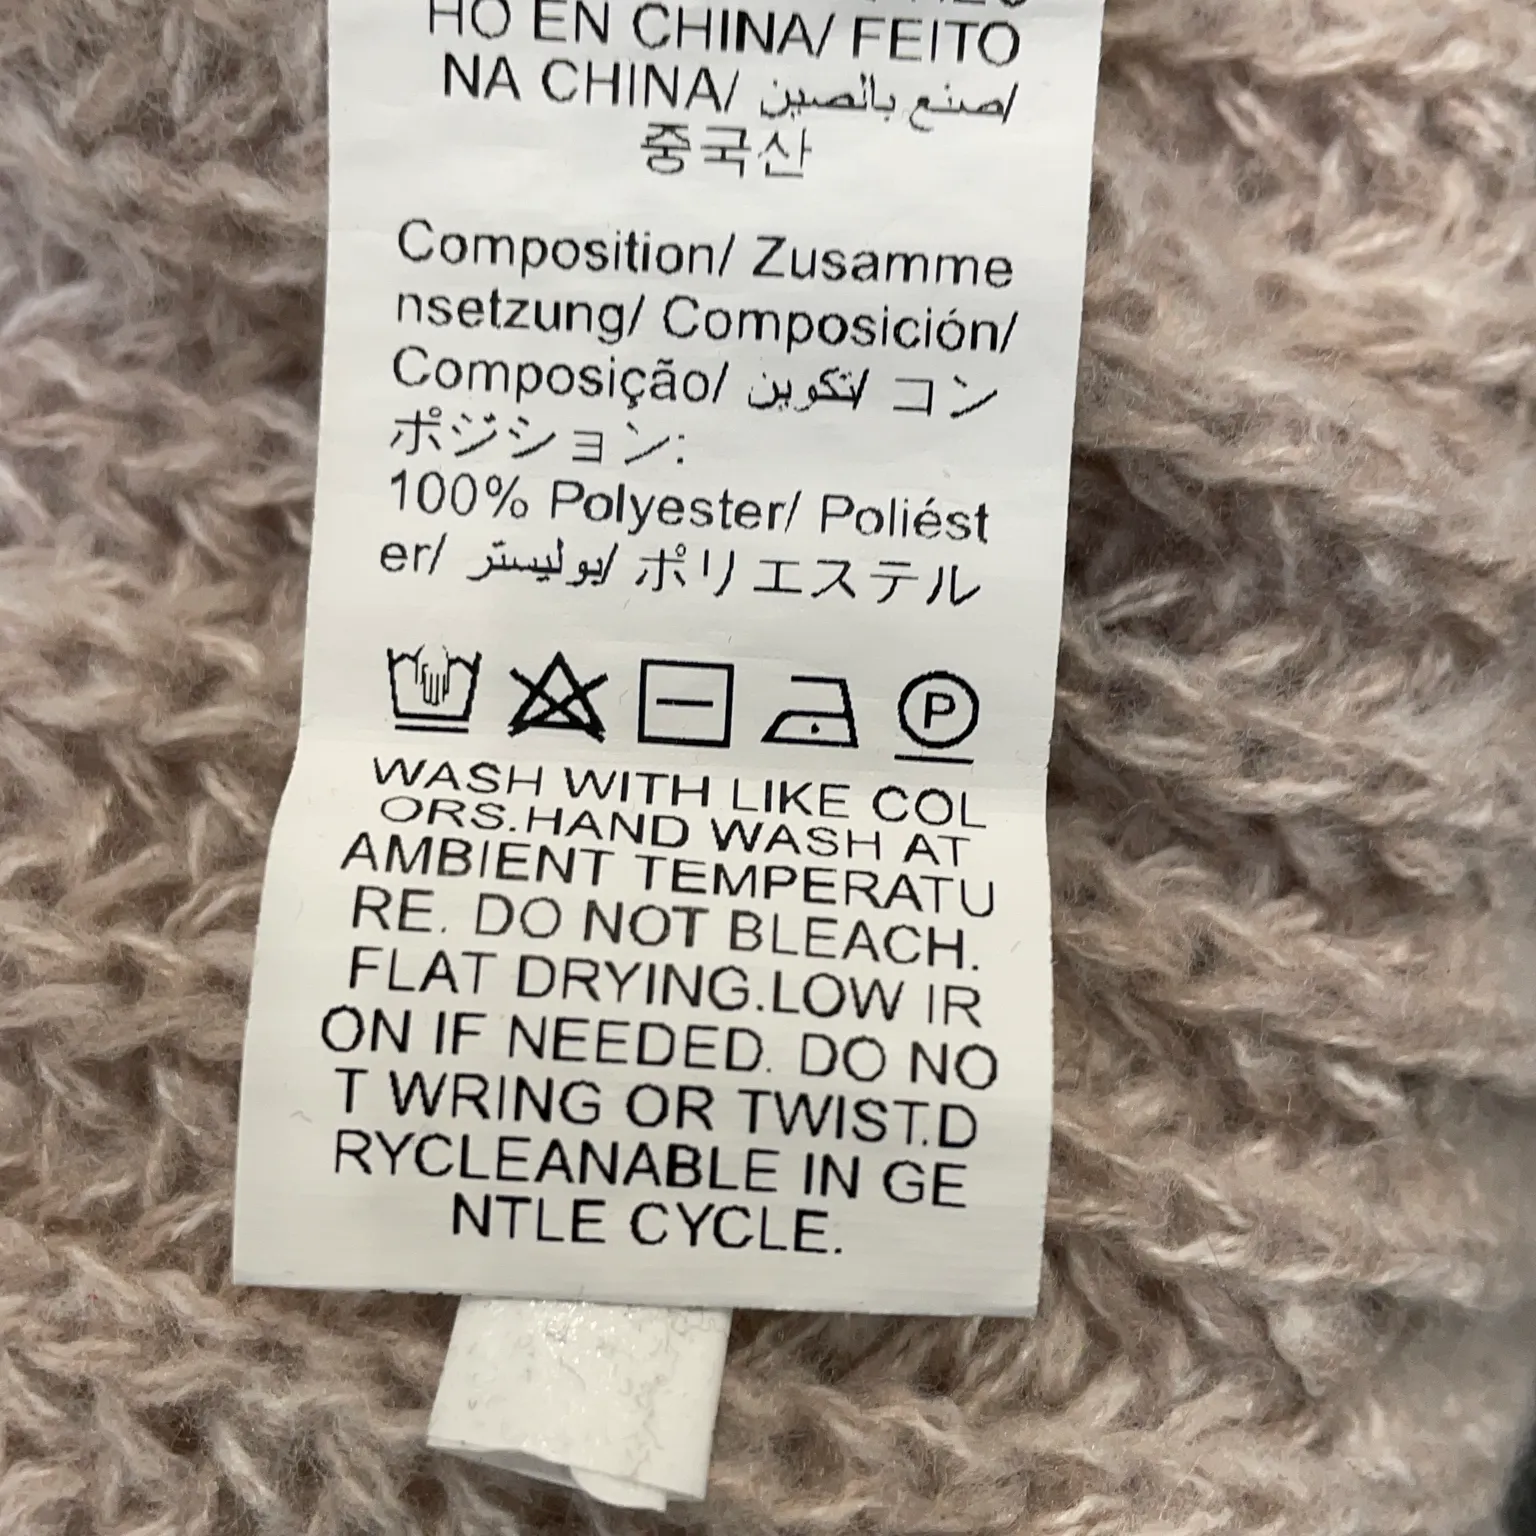 HO EN CHINA/ FEITO
NA CHINA/ صنع بالصين/
중국산
Composition/ Zusamme
nsetzung/ Composición/
Composição/ تكوين/ コン
ポジション:
100% Polyester/ Poliést
er/ بوليستر/ ポリエステル
P
WASH WITH LIKE COL
ORS.HAND WASH AT
AMBIENT TEMPERATU
RE. DO NOT BLEACH.
FLAT DRYING.LOW IR
ON IF NEEDED. DO NO
T WRING OR TWIST.D
RYCLEANABLE IN GE
NTLE CYCLE.